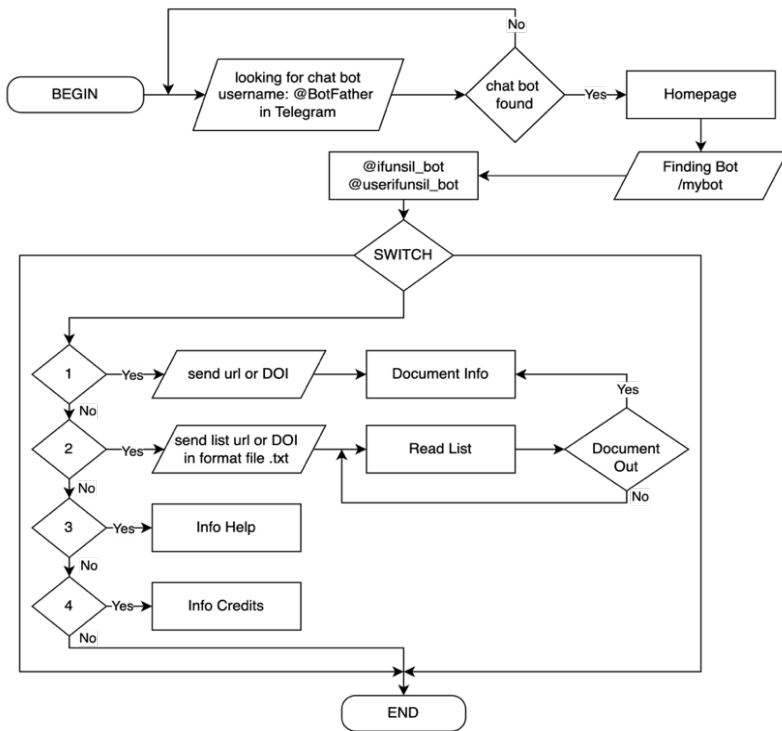 No
BEGIN
looking for chat bot
username: @BotFather
in Telegram
chat bot
found
Yes
Homepage
@ifunsil_bot
@userifunsil_bot
Finding Bot
/mybot
SWITCH
1
Yes
send url or DOI
Document Info
Yes
No
2
Yes
send list url or DOI
in format file .txt
Read List
Document
Out
No
No
3
Yes
Info Help
No
4
Yes
Info Credits
No
END